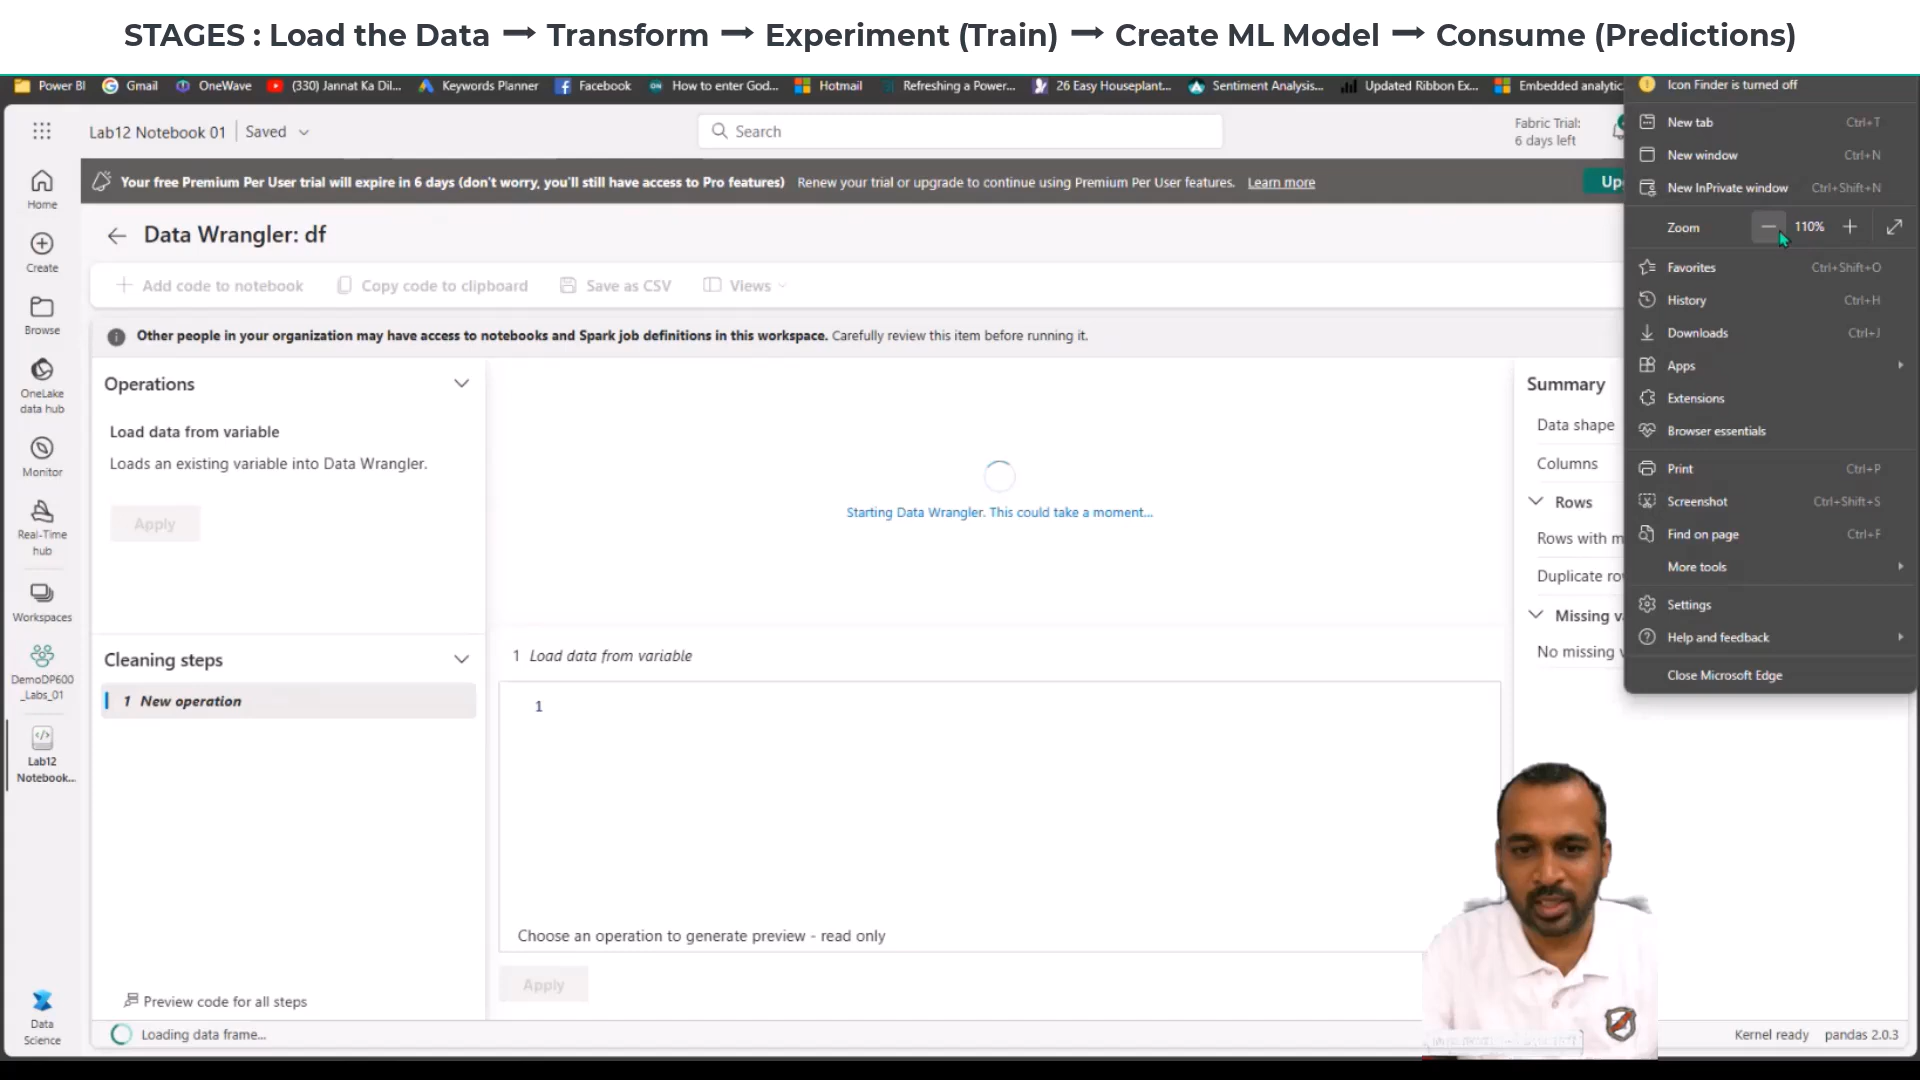 STAGES : Load the Data → Transform → Experiment (Train) → Create ML Model → Consume (Predictions)
Power BI
Gmail
OneWave
(330) Jannat Ka Dil...
Keywords Planner
Facebook
How to enter God...
Hotmail
Refreshing a Power...
26 Easy Houseplant...
Sentiment Analysis...
Updated Ribbon Ex...
Embedded analytic
Lab12 Notebook 01
Saved
Search
Fabric Trial:
6 days left
Your free Premium Per User trial will expire in 6 days (don't worry, you'll still have access to Pro features)
Renew your trial or upgrade to continue using Premium Per User features.
Learn more
Up
Home
Create
Browse
OneLake
data hub
Monitor
Real-Time
hub
Workspaces
DemoDP600
_Labs_01
Lab12
Notebook...
Data
Science
Data Wrangler: df
Add code to notebook
Copy code to clipboard
Save as CSV
Views
Other people in your organization may have access to notebooks and Spark job definitions in this workspace. Carefully review this item before running it.
Operations
Load data from variable
Loads an existing variable into Data Wrangler.
Apply
Cleaning steps
1 New operation
Preview code for all steps
Loading data frame...
Starting Data Wrangler. This could take a moment...
1 Load data from variable
1
Choose an operation to generate preview - read only
Apply
Summary
Data shape
Columns
Rows
Rows with m
Duplicate ro
Missing v
No missing v
Icon Finder is turned off
New tab Ctrl+T
New window Ctrl+N
New InPrivate window Ctrl+Shift+N
Zoom 110%
Favorites Ctrl+Shift+O
History Ctrl+H
Downloads Ctrl+J
Apps
Extensions
Browser essentials
Print Ctrl+P
Screenshot Ctrl+Shift+S
Find on page Ctrl+F
More tools
Settings
Help and feedback
Close Microsoft Edge
Kernel ready
pandas 2.0.3